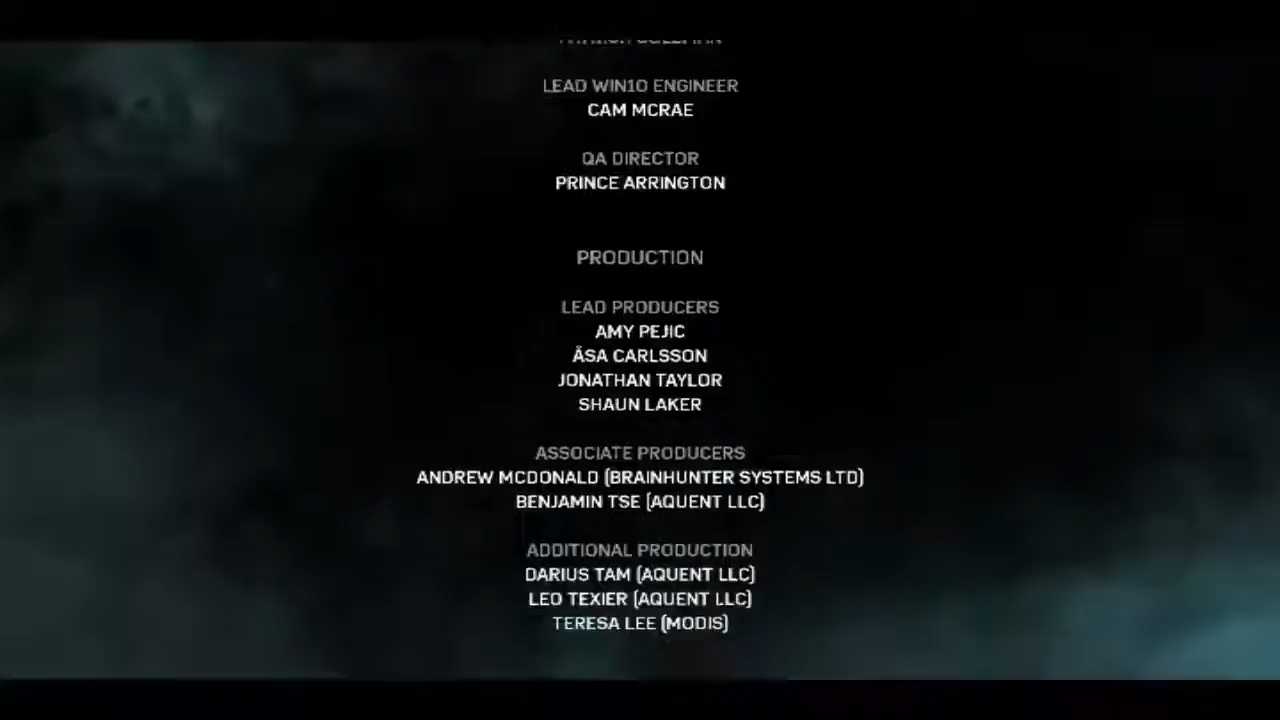 LEAD WIN10 ENGINEER
CAM MCRAE
QA DIRECTOR
PRINCE ARRINGTON
PRODUCTION
LEAD PRODUCERS
AMY PEJIC
ÅSA CARLSSON
JONATHAN TAYLOR
SHAUN LAKER
ASSOCIATE PRODUCERS
ANDREW MCDONALD (BRAINHUNTER SYSTEMS LTD)
BENJAMIN TSE (AQUENT LLC)
ADDITIONAL PRODUCTION
DARIUS TAM (AQUENT LLC)
LEO TEXIER (AQUENT LLC)
TERESA LEE (MODIS)